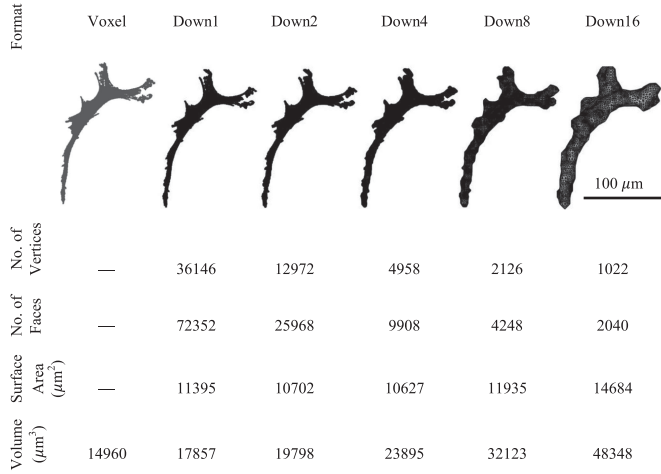 Format Voxel Down1 Down2 Down4 Down8 Down16
100 μm
No. of
Vertices — 36146 12972 4958 2126 1022
No. of
Faces — 72352 25968 9908 4248 2040
Surface
Area
(μm²) — 11395 10702 10627 11935 14684
Volume
(μm³) 14960 17857 19798 23895 32123 48348